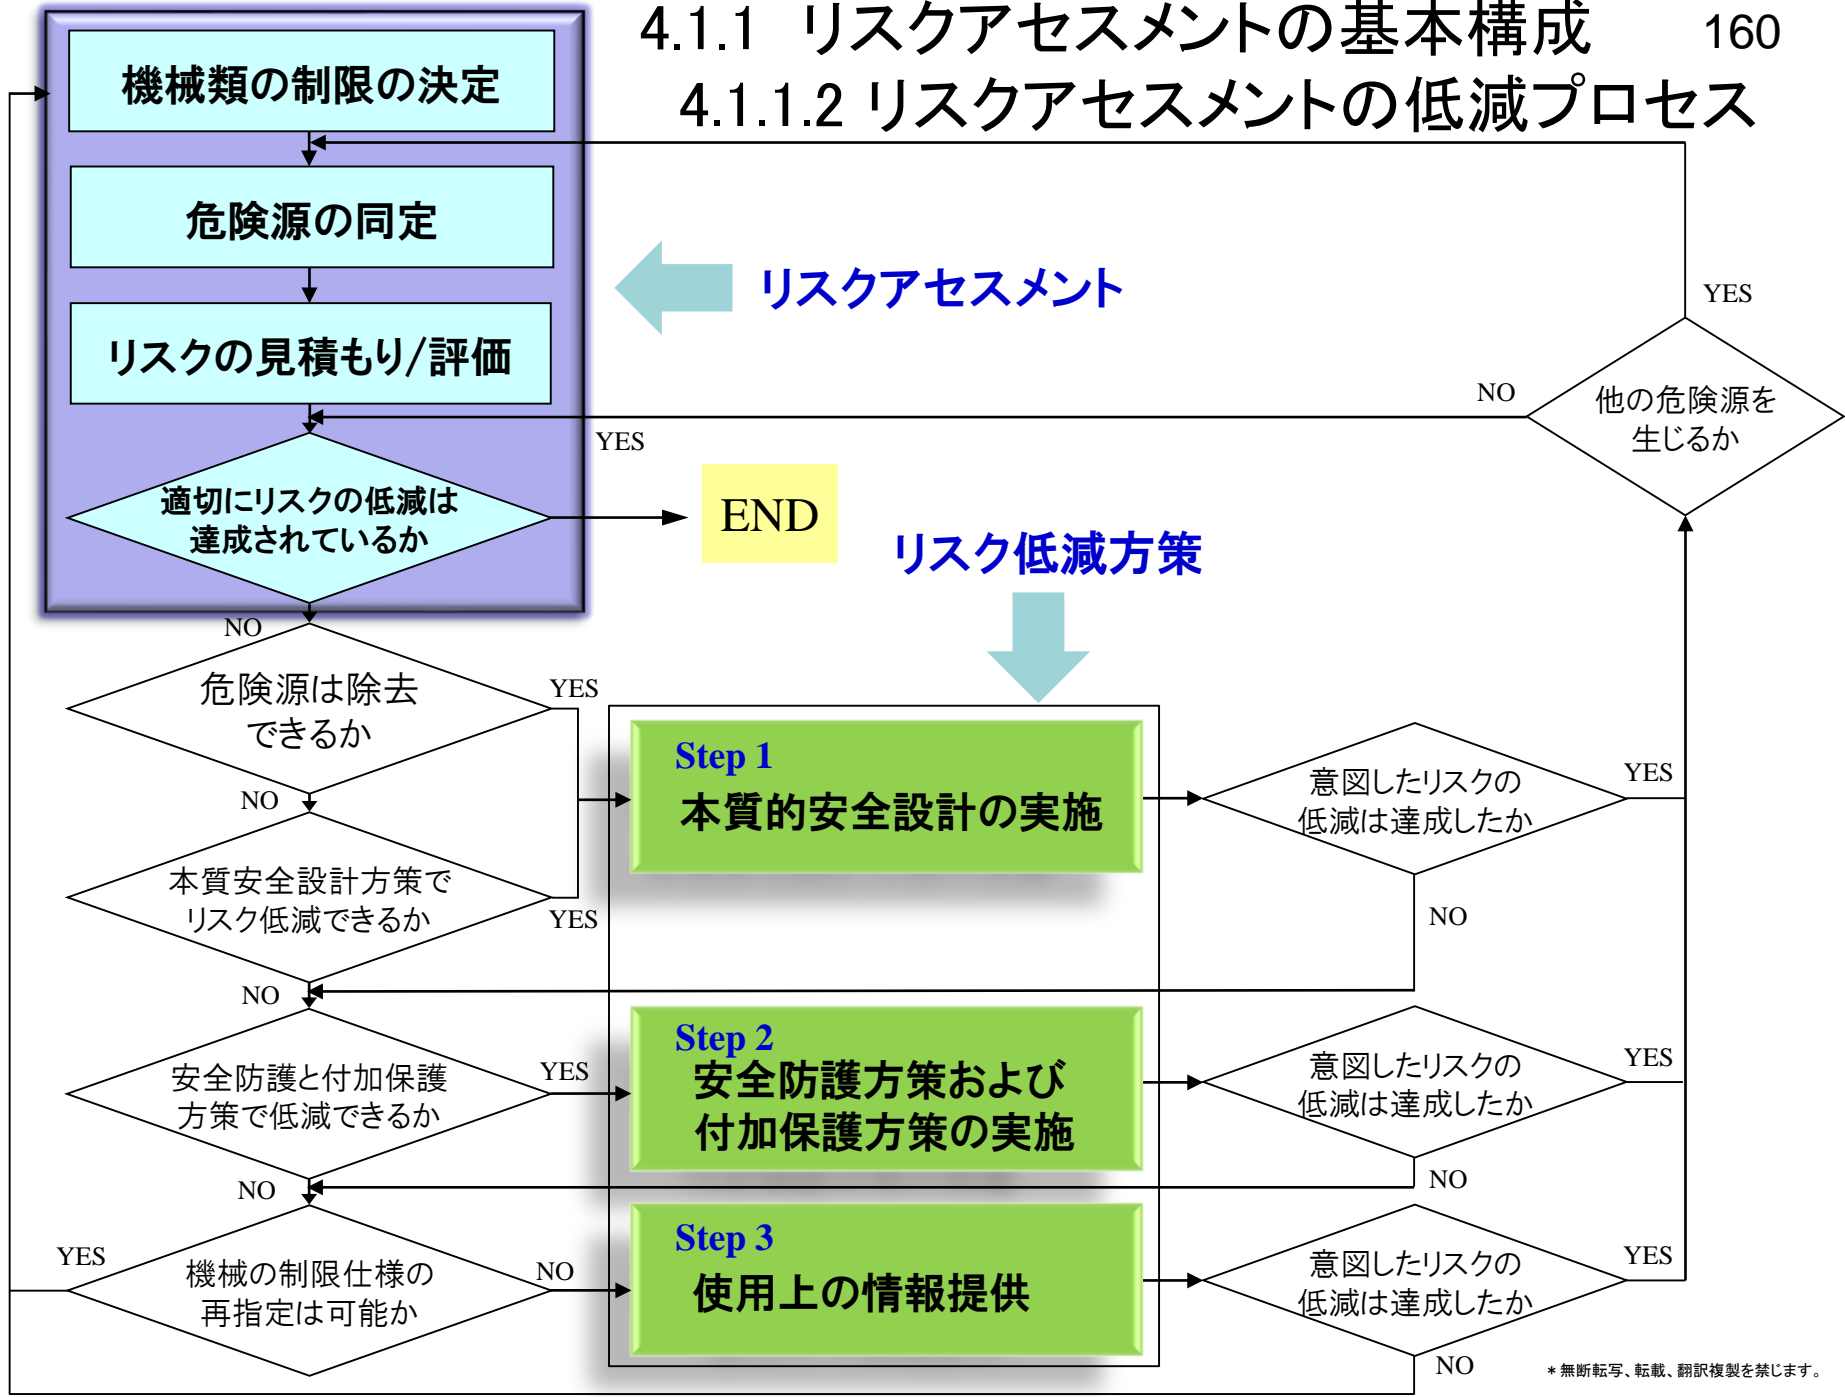 4.1.1 リスクアセスメントの基本構成
160
4.1.1.2 リスクアセスメントの低減プロセス
機械類の制限の決定
危険源の同定
リスクアセスメント
YES
リスクの見積もり/評価
NO
他の危険源を
生じるか
YES
適切にリスクの低減は
達成されているか
END
リスク低減方策
NO
危険源は除去
できるか
YES
Step 1
本質的安全設計の実施
意図したリスクの
低減は達成したか
YES
NO
本質安全設計方策で
リスク低減できるか
YES
NO
NO
Step 2
安全防護方策および
付加保護方策の実施
安全防護と付加保護
方策で低減できるか
YES
意図したリスクの
低減は達成したか
YES
NO
NO
Step 3
使用上の情報提供
YES
機械の制限仕様の
再指定は可能か
NO
意図したリスクの
低減は達成したか
YES
NO
*無断転写、転載、翻訳複製を禁じます。